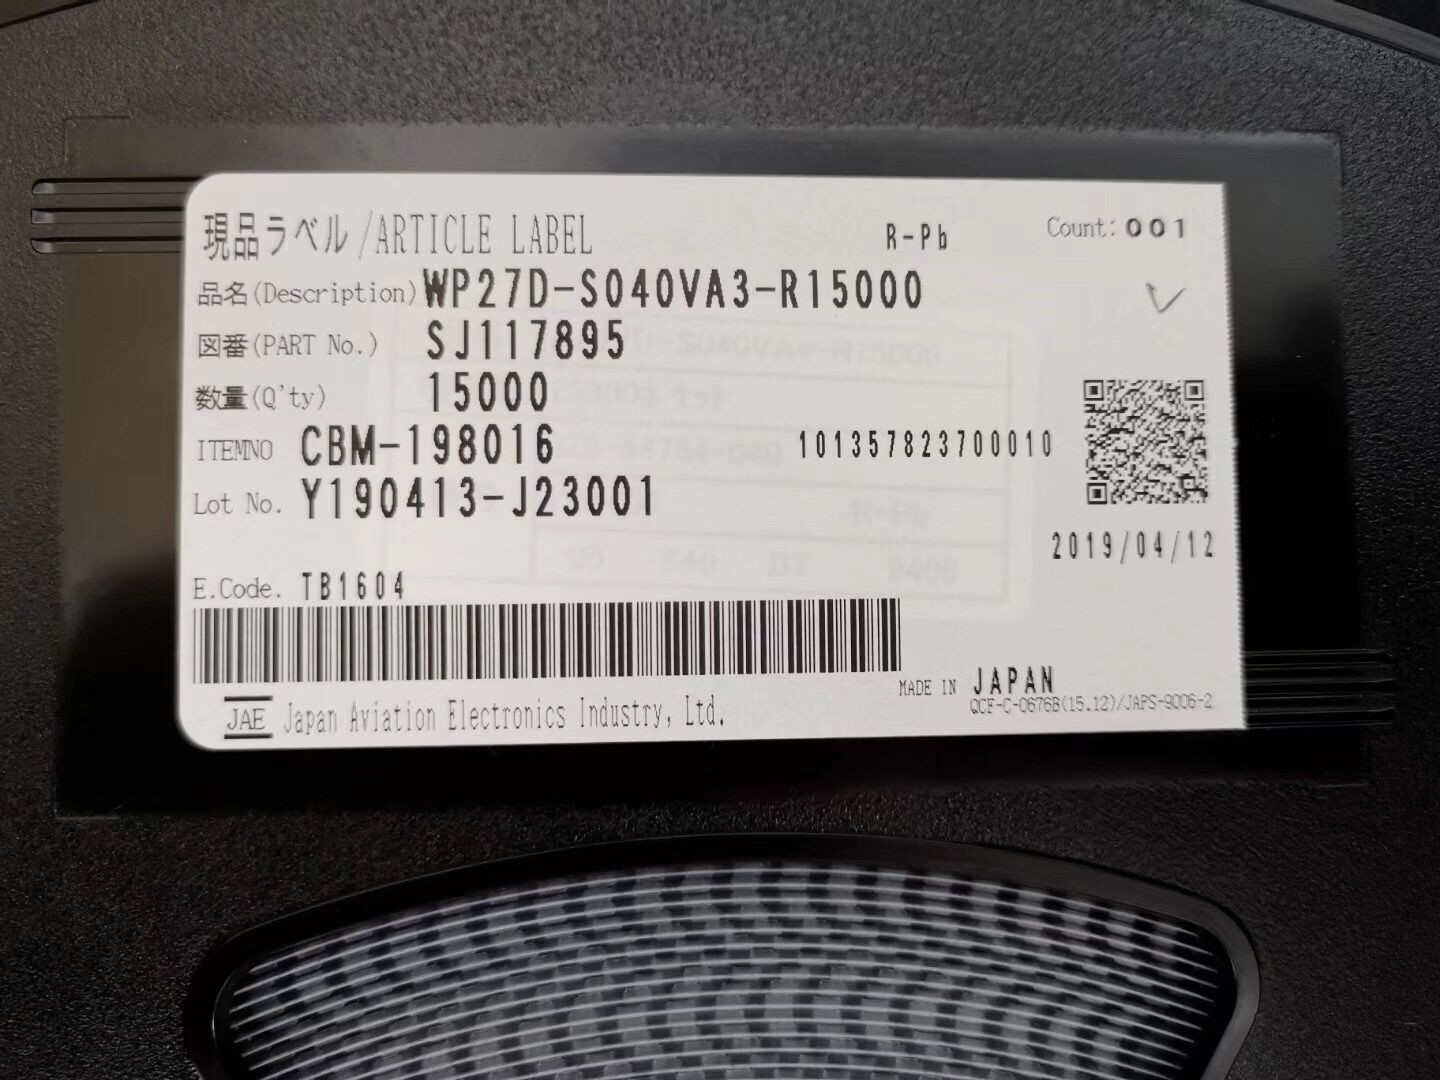 現品ラベル/ARTICLE LABEL R-Pb Count:001
品名(Description) WP27D-S040VA3-R15000
図番(PART No.) SJ117895
数量(Q'ty) 15000
ITEMNO CBM-198016 101357823700010
Lot No. Y190413-J23001
2019/04/12
E.Code. TB1604
MADE IN JAPAN
QCF-C-0676B(15.12)/JAPS-9006-2
JAE Japan Aviation Electronics Industry, Ltd.